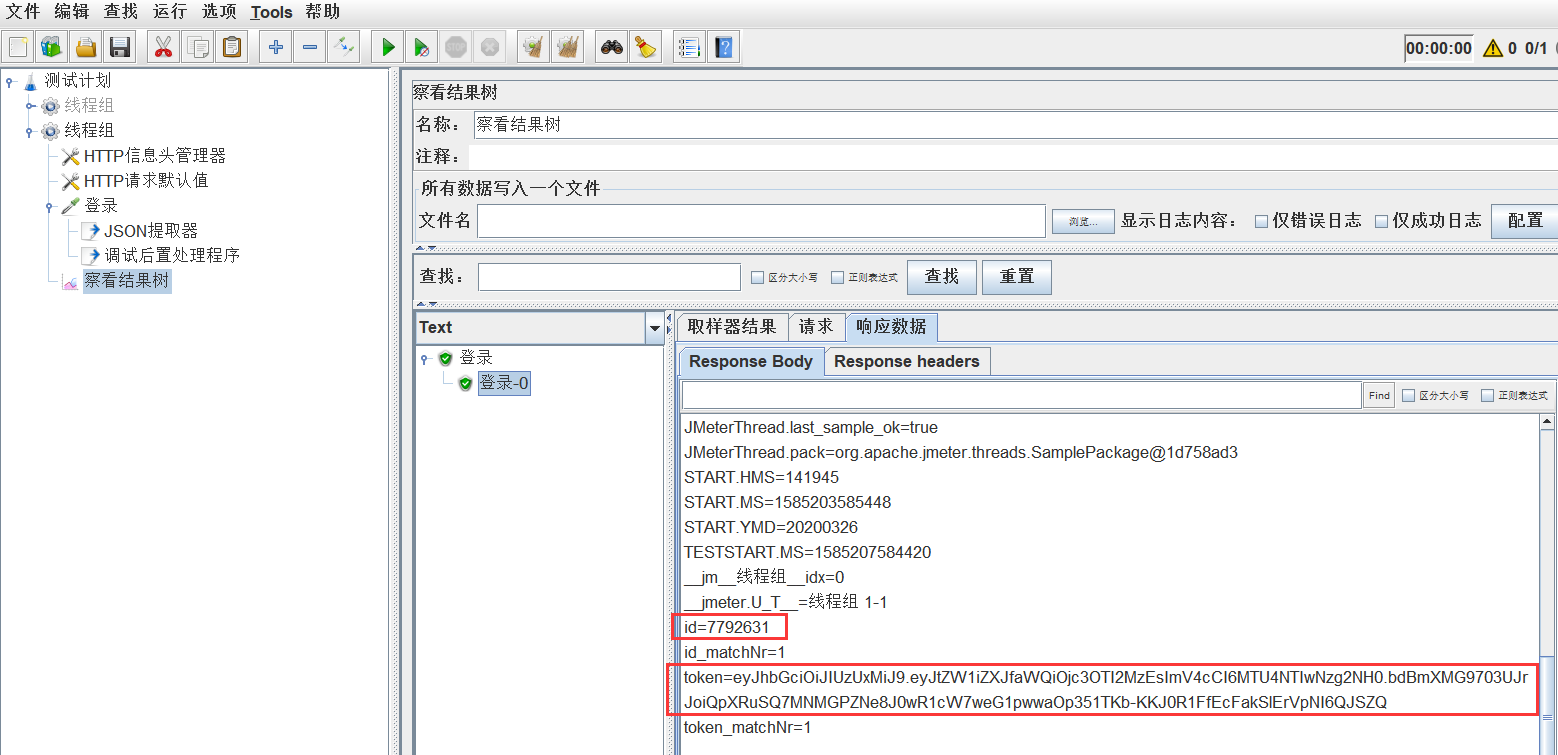 文件 编辑 查找 运行 选项 Tools 帮助
STOP
00:00:00 0 0/1
测试计划
线程组
线程组
HTTP信息头管理器
HTTP请求默认值
登录
JSON提取器
调试后置处理程序
察看结果树
察看结果树
名称： 察看结果树
注释：
所有数据写入一个文件
文件名 浏览... 显示日志内容： 仅错误日志 仅成功日志 配置
查找： 区分大小写 正则表达式 查找 重置
Text
登录
登录-0
取样器结果 请求 响应数据
Response Body Response headers
Find 区分大小写 正则表达式
JMeterThread.last_sample_ok=true
JMeterThread.pack=org.apache.jmeter.threads.SamplePackage@1d758ad3
START.HMS=141945
START.MS=1585203585448
START.YMD=20200326
TESTSTART.MS=1585207584420
__jm__线程组__idx=0
__jmeter.U_T__=线程组 1-1
id=7792631
id_matchNr=1
token=eyJhbGciOiJIUzUxMiJ9.eyJtZW1iZXJfaWQiOjc3OTI2MzEsImV4cCI6MTU4NTIwNzg2NH0.bdBmXMG9703UJr
JoiQpXRuSQ7MNMGPZNe8J0wR1cW7weG1pwwaOp351TKb-KKJ0R1FfEcFakSlErVpNI6QJSZQ
token_matchNr=1